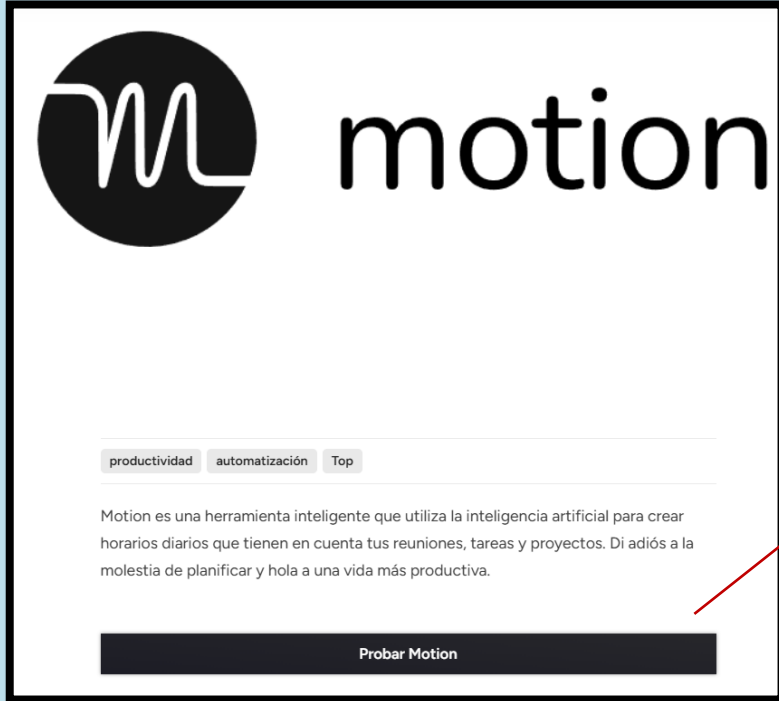 motion
productividad automatización Top
Motion es una herramienta inteligente que utiliza la inteligencia artificial para crear
horarios diarios que tienen en cuenta tus reuniones, tareas y proyectos. Di adiós a la
molestia de planificar y hola a una vida más productiva.
Probar Motion